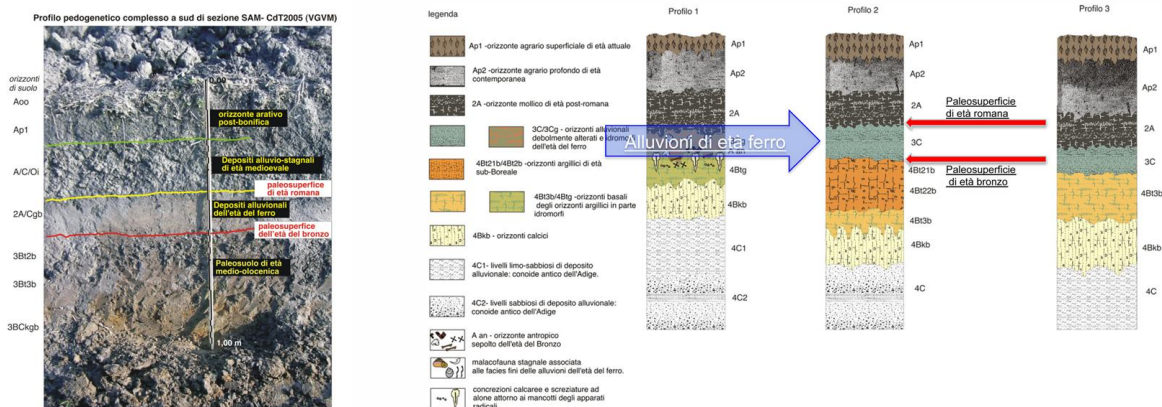 Profilo pedogenetico complesso a sud di sezione SAM- CdT2005 (VGVM)
orizzonti
di suolo
Aoo
Ap1
A/C/Oi
2A/Cgb
3Bt2b
3Bt3b
3BCkgb
0,00
orizzonte arativo
post-bonifica
Depositi alluvio-stagnali
di età medioevale
paleosuperfice
di età romana
Depositi alluvionali
dell'età del ferro
paleosuperfice
dell'età del bronzo
Paleosuolo di età
medio-olocenica
1,00 m
legenda
Ap1 -orizzonte agrario superficiale di età attuale
Ap2 -orizzonte agrario profondo di età
contemporanea
2A -orizzonte mollico di età post-romana
3C/3Cg - orizzonti alluvionali
debolmente alterati e idromorfi
dell'età del ferro
4Bt21b/4Bt2b -orizzonti argillici di età
sub-Boreale
4Bt3b/4Btg - orizzonti basali
degli orizzonti argillici in parte
idromorfi
4Bkb - orizzonti calcici
4C1- livelli limo-sabbiosi di deposito
alluvionale: conoide antico dell'Adige.
4C2- livelli sabbiosi di deposito alluvionale:
conoide antico dell'Adige
A an - orizzonte antropico
sepolto dell'età del Bronzo
malacofauna stagnale associata
alle facies fini delle alluvioni dell'età del ferro.
concrezioni calcaree e screziature ad
alone attorno ai mancotti degli apparati
radicali.
Profilo 1
Ap1
Ap2
2A
4Btg
4Bkb
4C1
4C2
Alluvioni di età ferro
Profilo 2
Ap1
Ap2
2A
3C
4Bt21b
4Bt22b
4Bt3b
4Bkb
4C
Paleosuperficie
di età romana
Paleosuperficie
di età bronzo
Profilo 3
Ap1
Ap2
2A
3C
4Bt3b
4Bkb
4C